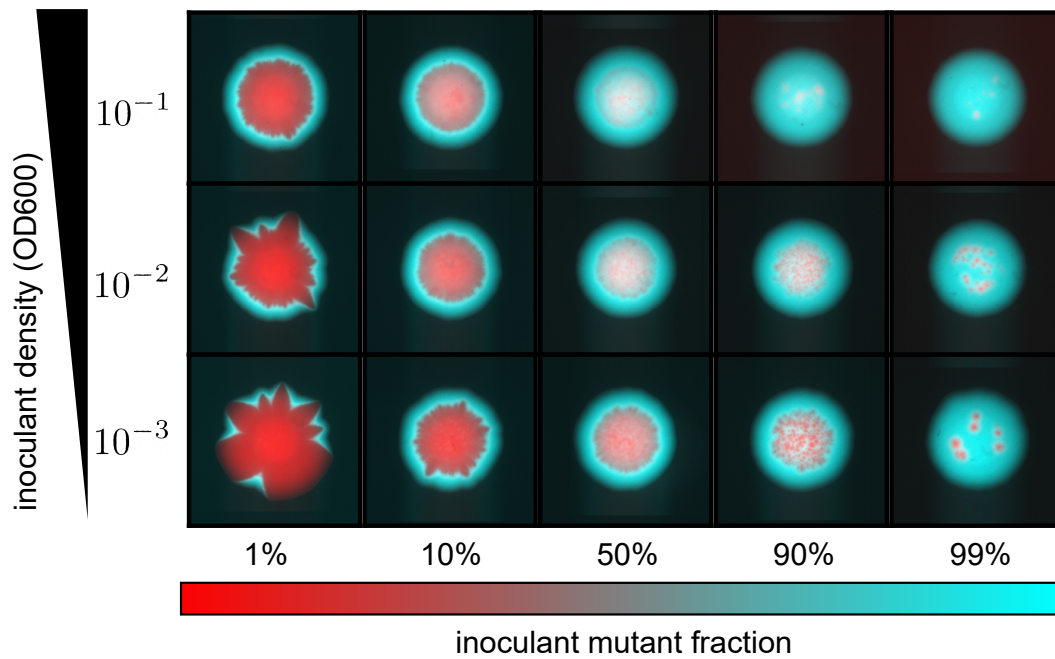 inoculant density (OD600)
10⁻¹
10⁻²
10⁻³
1% 10% 50% 90% 99%
inoculant mutant fraction